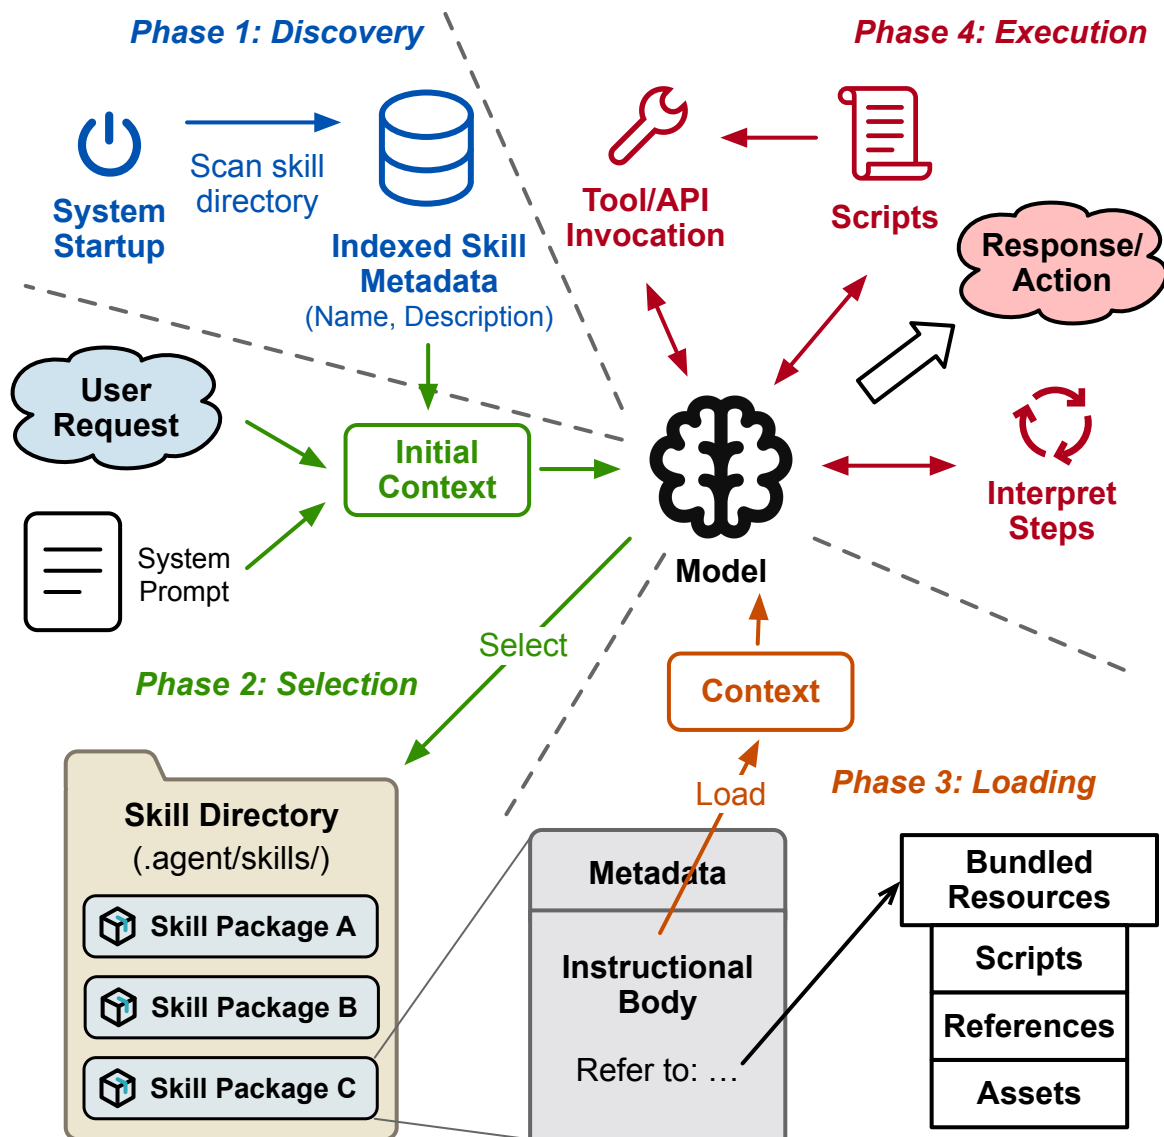 Phase 1: Discovery
System
Startup
Scan skill
directory
Indexed Skill
Metadata
(Name, Description)
Phase 4: Execution
Tool/API
Invocation
Scripts
Response/
Action
Interpret
Steps
User
Request
Initial
Context
System
Prompt
Model
Select
Phase 2: Selection
Skill Directory
(.agent/skills/)
Skill Package A
Skill Package B
Skill Package C
Context
Load
Phase 3: Loading
Metadata
Instructional
Body
Refer to: …
Bundled
Resources
Scripts
References
Assets